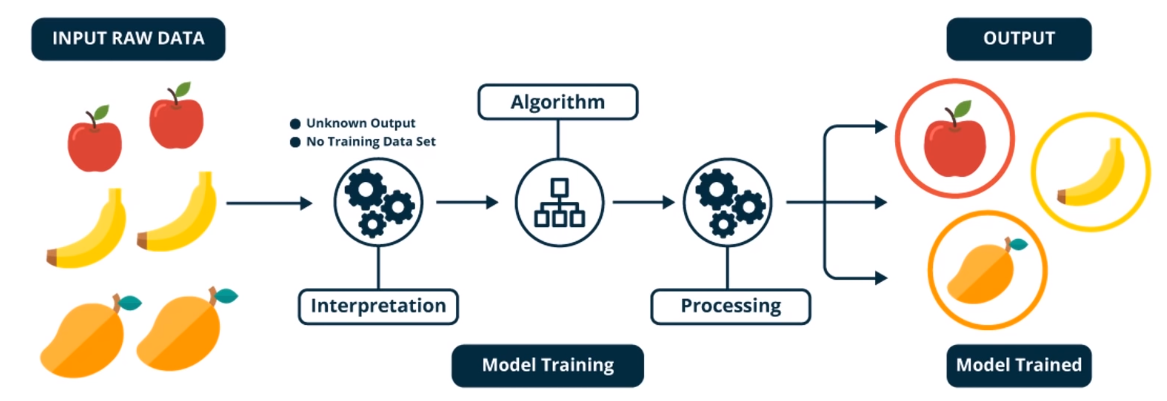 INPUT RAW DATA
OUTPUT
Algorithm
Unknown Output
No Training Data Set
Interpretation
Processing
Model Training
Model Trained